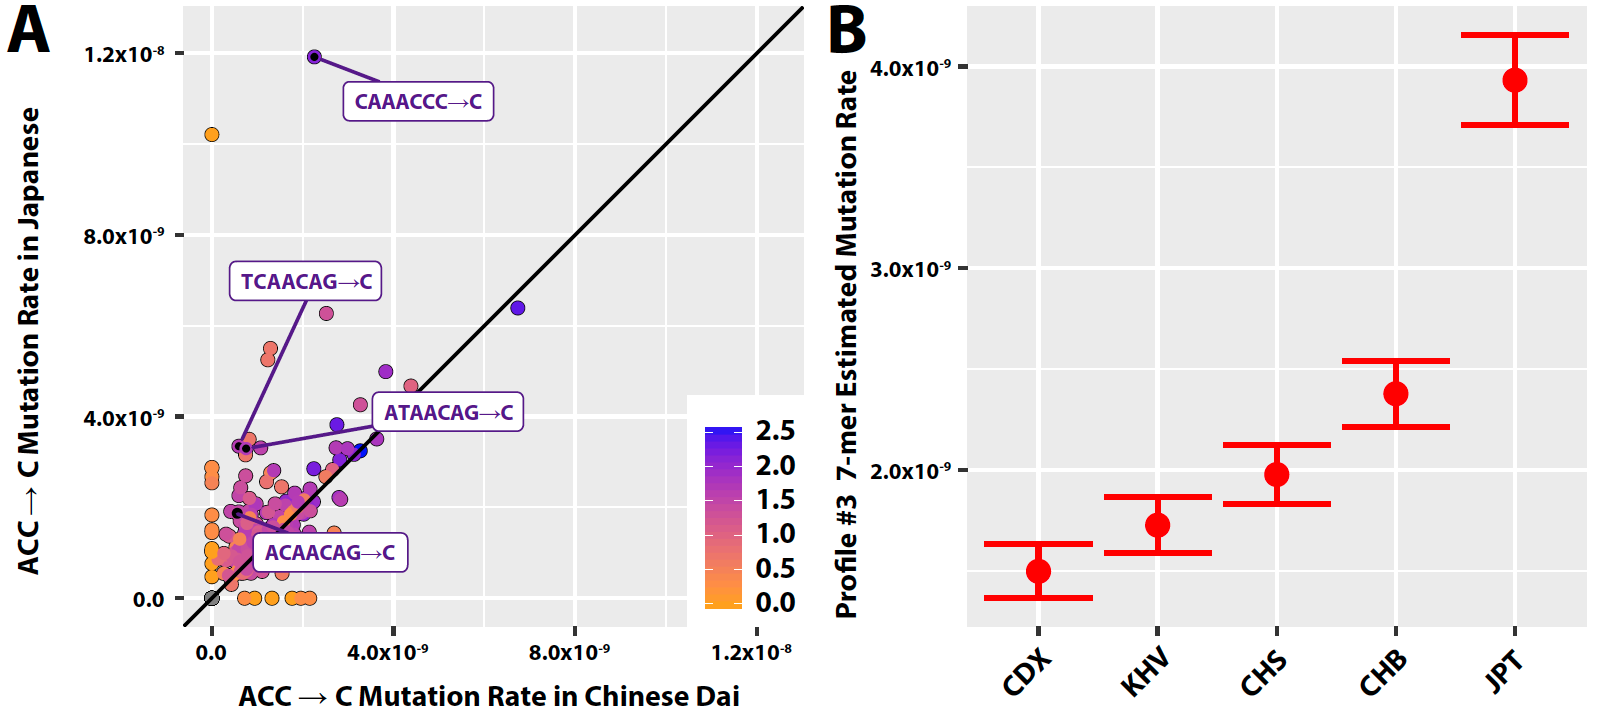 A
ACC → C Mutation Rate in Japanese
1.2x10⁻⁸
8.0x10⁻⁹
4.0x10⁻⁹
0.0
CAAACCC→C
TCAACAG→C
ATAACAG→C
ACAACAG→C
2.5
2.0
1.5
1.0
0.5
0.0
0.0
4.0x10⁻⁹
8.0x10⁻⁹
1.2x10⁻⁸
ACC → C Mutation Rate in Chinese Dai
B
Profile #3 7-mer Estimated Mutation Rate
4.0x10⁻⁹
3.0x10⁻⁹
2.0x10⁻⁹
CDX
KHV
CHS
CHB
JPT